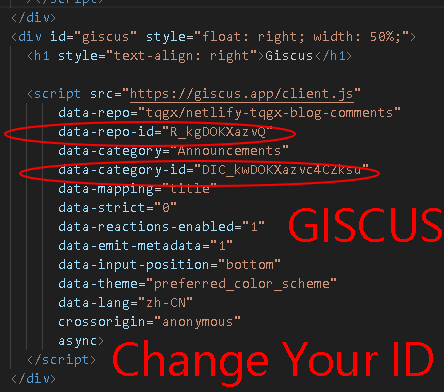 </script>
</div>
<div id="giscus" style="float: right; width: 50%;">
<h1 style="text-align: right">Giscus</h1>
<script src="https://giscus.app/client.js"
data-repo="tqgx/netlify-tqgx-blog-comments"
data-repo-id="R_kgDOKXazvQ"
data-category="Announcements"
data-category-id="DIC_kwDOKXazvc4CZksu"
data-mapping="title"
data-strict="0"
data-reactions-enabled="1"
data-emit-metadata="1"
data-input-position="bottom"
data-theme="preferred_color_scheme"
data-lang="zh-CN"
crossorigin="anonymous"
async>
</script>
</div>
GISCUS
Change Your ID